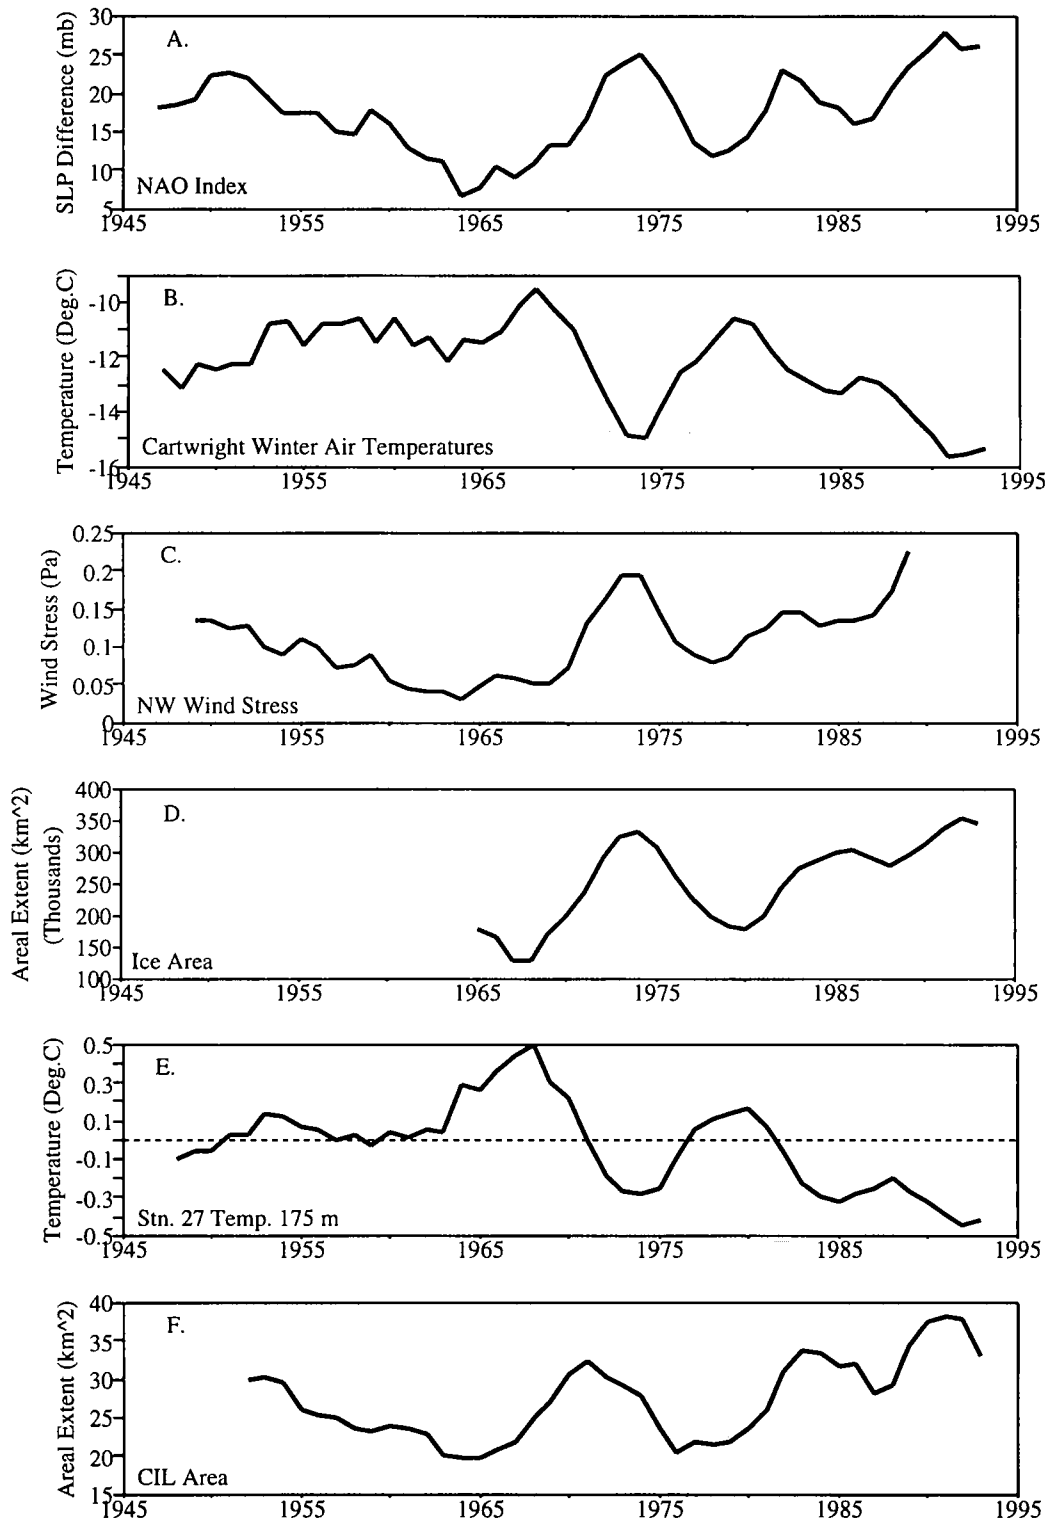 A.
SLP Difference (mb)
30
25
20
15
10
5
NAO Index
1945 1955 1965 1975 1985 1995
B.
Temperature (Deg.C)
-10
-12
-14
-16
Cartwright Winter Air Temperatures
1945 1955 1965 1975 1985 1995
C.
Wind Stress (Pa)
0.25
0.2
0.15
0.1
0.05
0
NW Wind Stress
1945 1955 1965 1975 1985 1995
D.
Areal Extent (km^2)
(Thousands)
400
350
300
250
200
150
100
Ice Area
1945 1955 1965 1975 1985 1995
E.
Temperature (Deg.C)
0.5
0.3
0.1
-0.1
-0.3
-0.5
Stn. 27 Temp. 175 m
1945 1955 1965 1975 1985 1995
F.
Areal Extent (km^2)
40
35
30
25
20
15
CIL Area
1945 1955 1965 1975 1985 1995